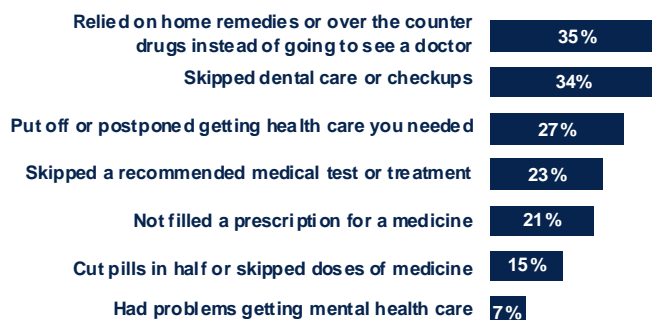 Relied on home remedies or over the counter
drugs instead of going to see a doctor
35%
Skipped dental care or checkups
34%
Put off or postponed getting health care you needed
27%
Skipped a recommended medical test or treatment
23%
Not filled a prescription for a medicine
21%
Cut pills in half or skipped doses of medicine
15%
Had problems getting mental health care
7%